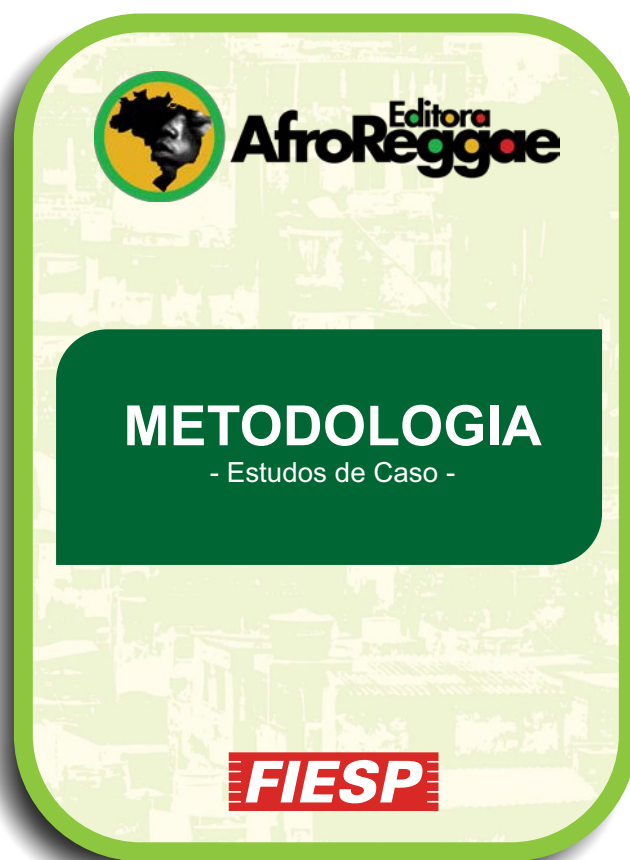 Editora
AfroReggae
METODOLOGIA
- Estudos de Caso -
FIESP